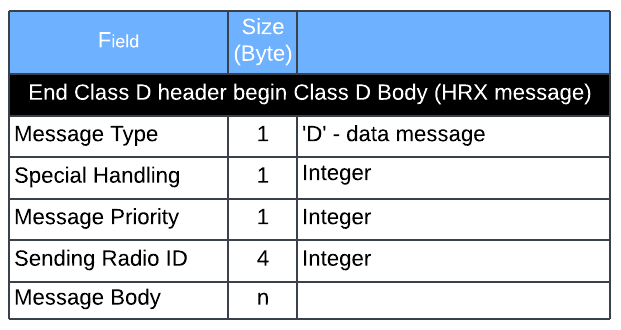 Field Size (Byte)
End Class D header begin Class D Body (HRX message)
Message Type 1 'D' - data message
Special Handling 1 Integer
Message Priority 1 Integer
Sending Radio ID 4 Integer
Message Body n